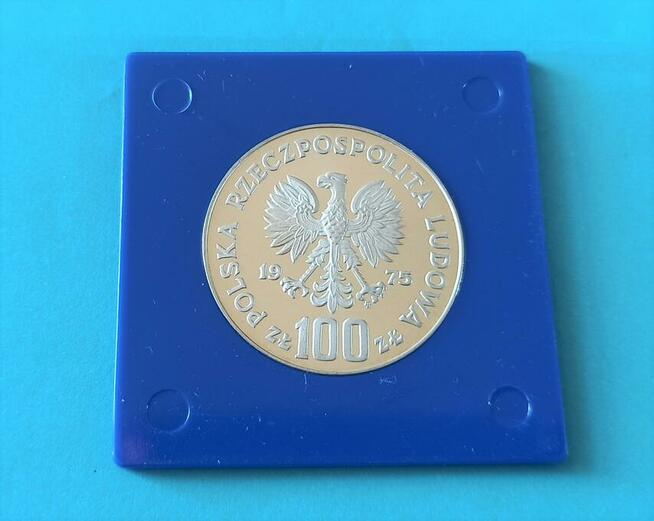 POLSKA RZECZPOSPOLITA LUDOWA
19 75
ZŁ 100 ZŁ